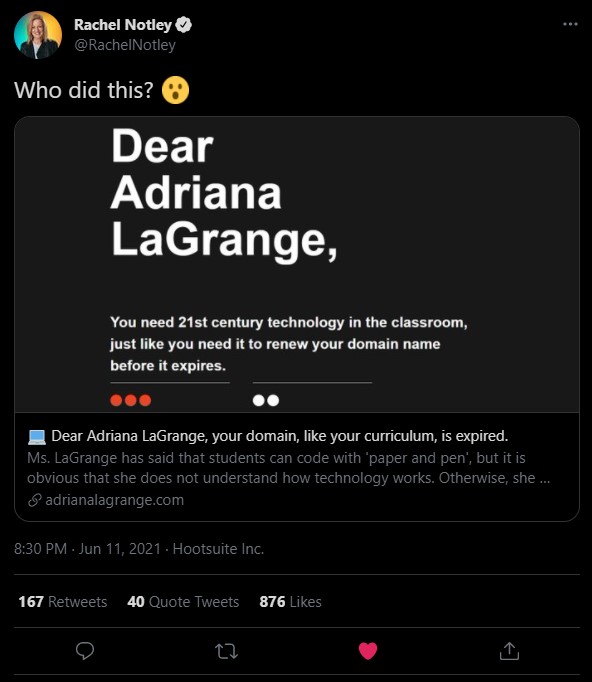 Rachel Notley
@RachelNotley
Who did this? 😮
Dear
Adriana
LaGrange,
You need 21st century technology in the classroom,
just like you need it to renew your domain name
before it expires.
💻 Dear Adriana LaGrange, your domain, like your curriculum, is expired.
Ms. LaGrange has said that students can code with 'paper and pen', but it is
obvious that she does not understand how technology works. Otherwise, she ...
adrianalagrange.com
8:30 PM · Jun 11, 2021 · Hootsuite Inc.
167 Retweets 40 Quote Tweets 876 Likes